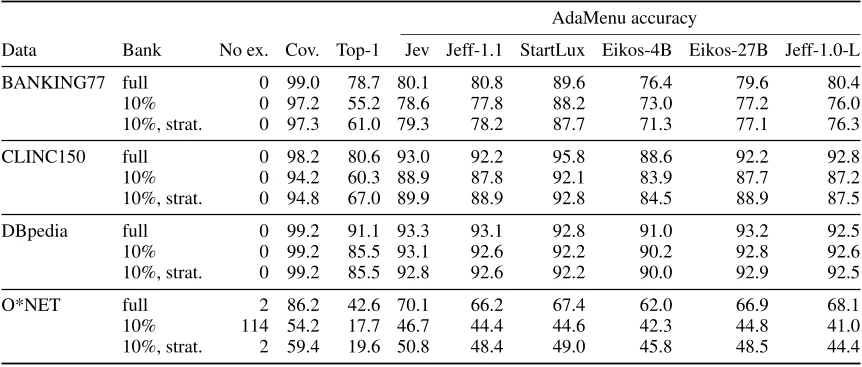 AdaMenu accuracy
Data Bank No ex. Cov. Top-1 Jev Jeff-1.1 StartLux Eikos-4B Eikos-27B Jeff-1.0-L
BANKING77 full 0 99.0 78.7 80.1 80.8 89.6 76.4 79.6 80.4
10% 0 97.2 55.2 78.6 77.8 88.2 73.0 77.2 76.0
10%, strat. 0 97.3 61.0 79.3 78.2 87.7 71.3 77.1 76.3
CLINC150 full 0 98.2 80.6 93.0 92.2 95.8 88.6 92.2 92.8
10% 0 94.2 60.3 88.9 87.8 92.1 83.9 87.7 87.2
10%, strat. 0 94.8 67.0 89.9 88.9 92.8 84.5 88.9 87.5
DBpedia full 0 99.2 91.1 93.3 93.1 92.8 91.0 93.2 92.5
10% 0 99.2 85.5 93.1 92.6 92.2 90.2 92.8 92.6
10%, strat. 0 99.2 85.5 92.8 92.6 92.2 90.0 92.9 92.5
O*NET full 2 86.2 42.6 70.1 66.2 67.4 62.0 66.9 68.1
10% 114 54.2 17.7 46.7 44.4 44.6 42.3 44.8 41.0
10%, strat. 2 59.4 19.6 50.8 48.4 49.0 45.8 48.5 44.4